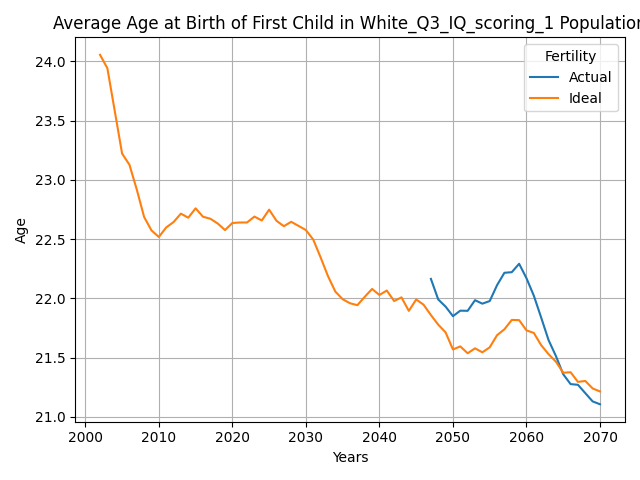 Average Age at Birth of First Child in White_Q3_IQ_scoring_1 Population
Fertility
Actual
Ideal
24.0
23.5
23.0
22.5
22.0
21.5
21.0
Age
2000 2010 2020 2030 2040 2050 2060 2070
Years